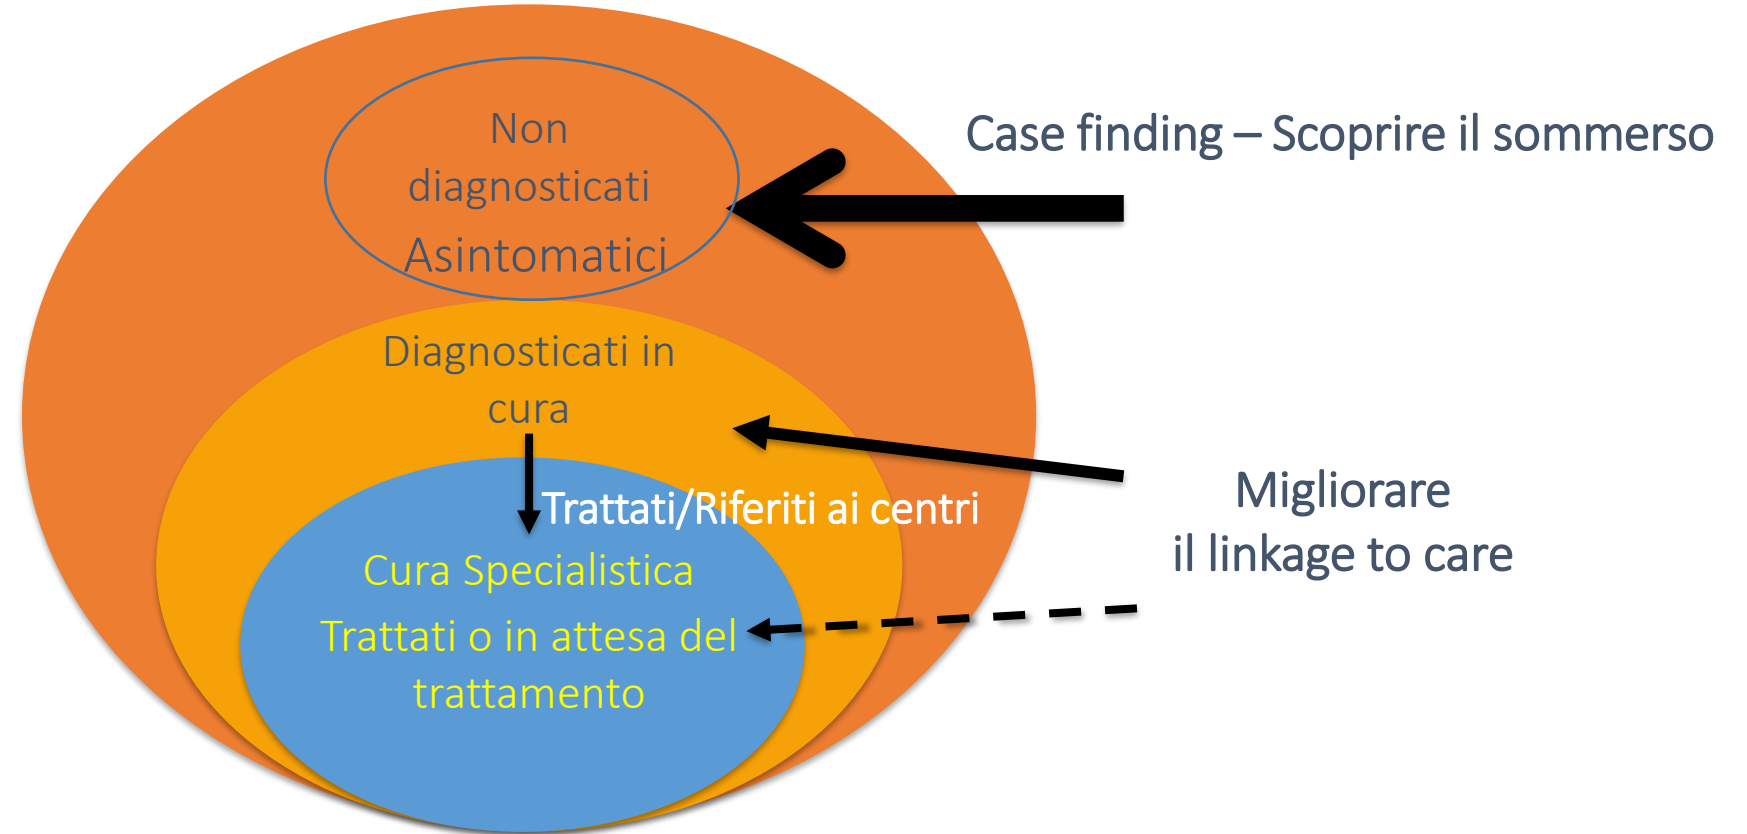 Non
diagnosticati
Asintomatici
Case finding – Scoprire il sommerso
Diagnosticati in
cura
Trattati/Riferiti ai centri
Cura Specialistica
Trattati o in attesa del
trattamento
Migliorare
il linkage to care